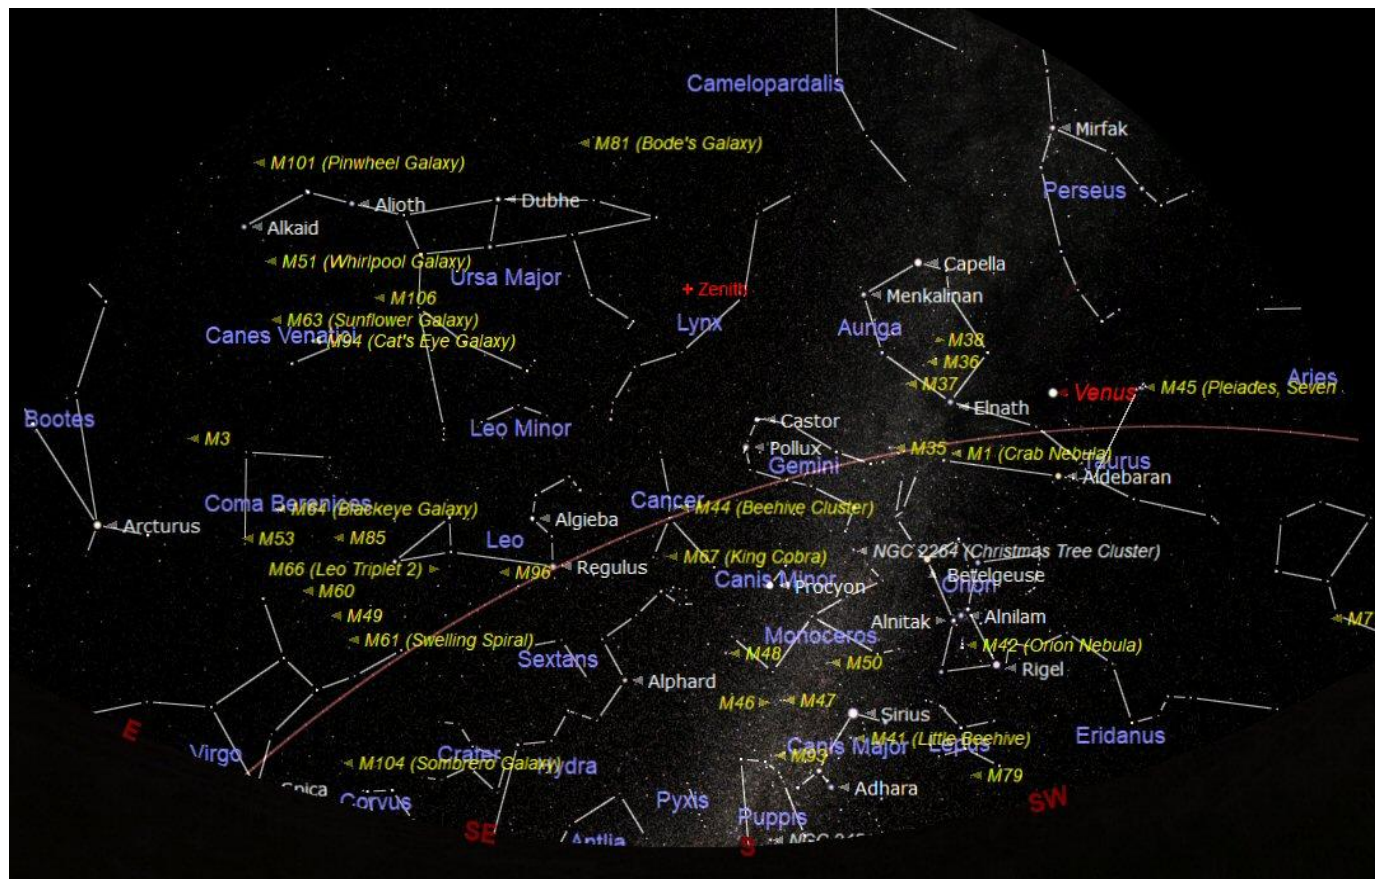 Camelopardalis
Mirfak
M81 (Bode's Galaxy)
M101 (Pinwheel Galaxy)
Perseus
Alioth
Dubhe
Alkaid
M51 (Whirlpool Galaxy)
Capella
Ursa Major
+ Zenith
Menkalinan
M106
M63 (Sunflower Galaxy)
Lynx
Auriga
Canes Venatici
M94 (Cat's Eye Galaxy)
M38
M36
M37
Venus
Aries
M45 (Pleiades, Seven
Elnath
Bootes
Castor
Leo Minor
M3
Pollux
M35
M1 (Crab Nebula)
Gemini
Taurus
Aldebaran
Coma Berenices
M64 (Blackeye Galaxy)
Cancer
M44 (Beehive Cluster)
Arcturus
Algieba
M53
M85
Leo
NGC 2264 (Christmas Tree Cluster)
M67 (King Cobra)
M66 (Leo Triplet 2)
M96
Regulus
Canis Minor
Procyon
Betelgeuse
Orion
M60
M49
Alnitak
Alnilam
M7
M61 (Swelling Spiral)
Monoceros
M42 (Orion Nebula)
Sextans
M48
M50
Rigel
Alphard
M46
M47
Sirius
E
Virgo
Crater
Hydra
M104 (Sombrero Galaxy)
Canis Major
M41 (Little Beehive)
Lepus
Eridanus
M93
M79
Spica
Corvus
Adhara
Pyxis
SW
Puppis
SE
Antlia
S